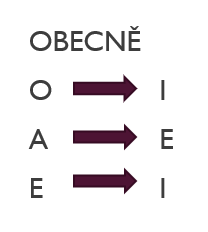 OBECNĚ
O → I
A → E
E → I